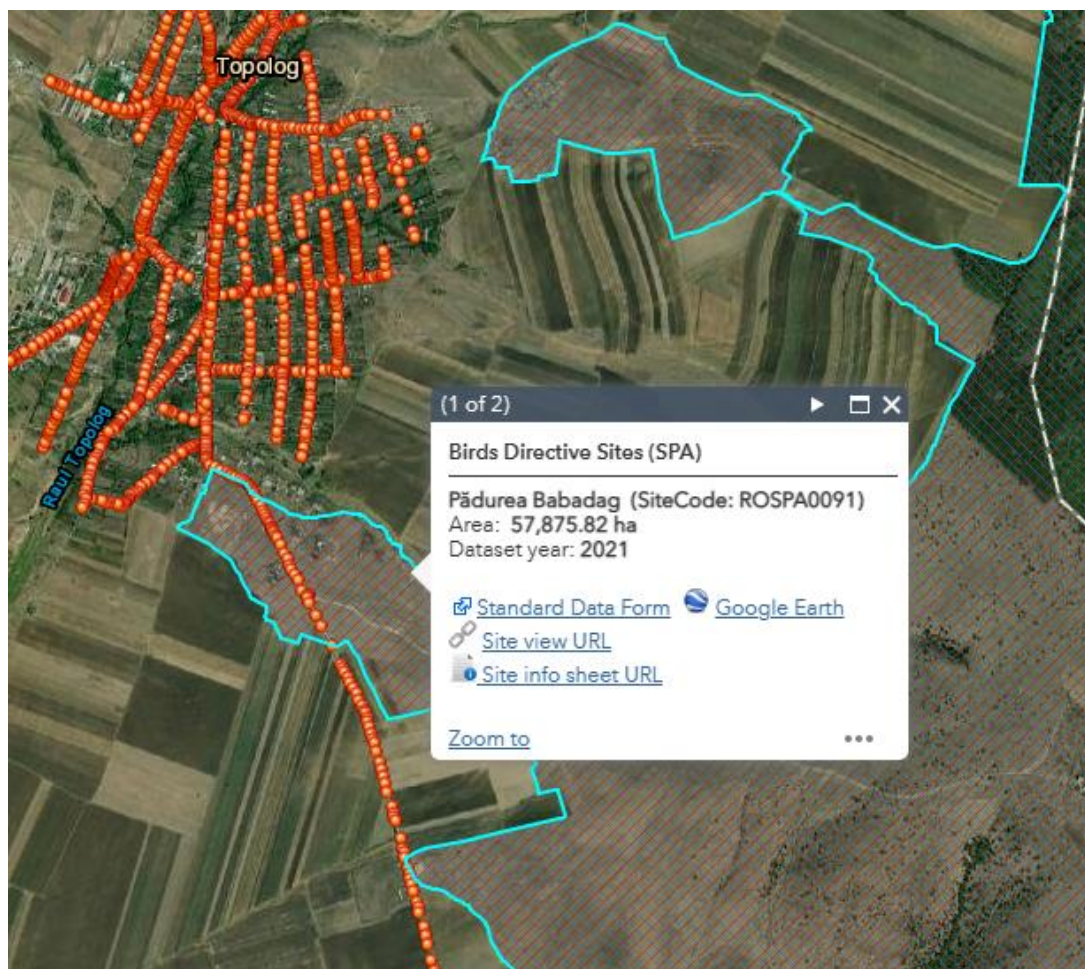 Topolog
Raul Topolog
(1 of 2)
Birds Directive Sites (SPA)
Pădurea Babadag (SiteCode: ROSPA0091)
Area: 57,875.82 ha
Dataset year: 2021
Standard Data Form Google Earth
Site view URL
Site info sheet URL
Zoom to